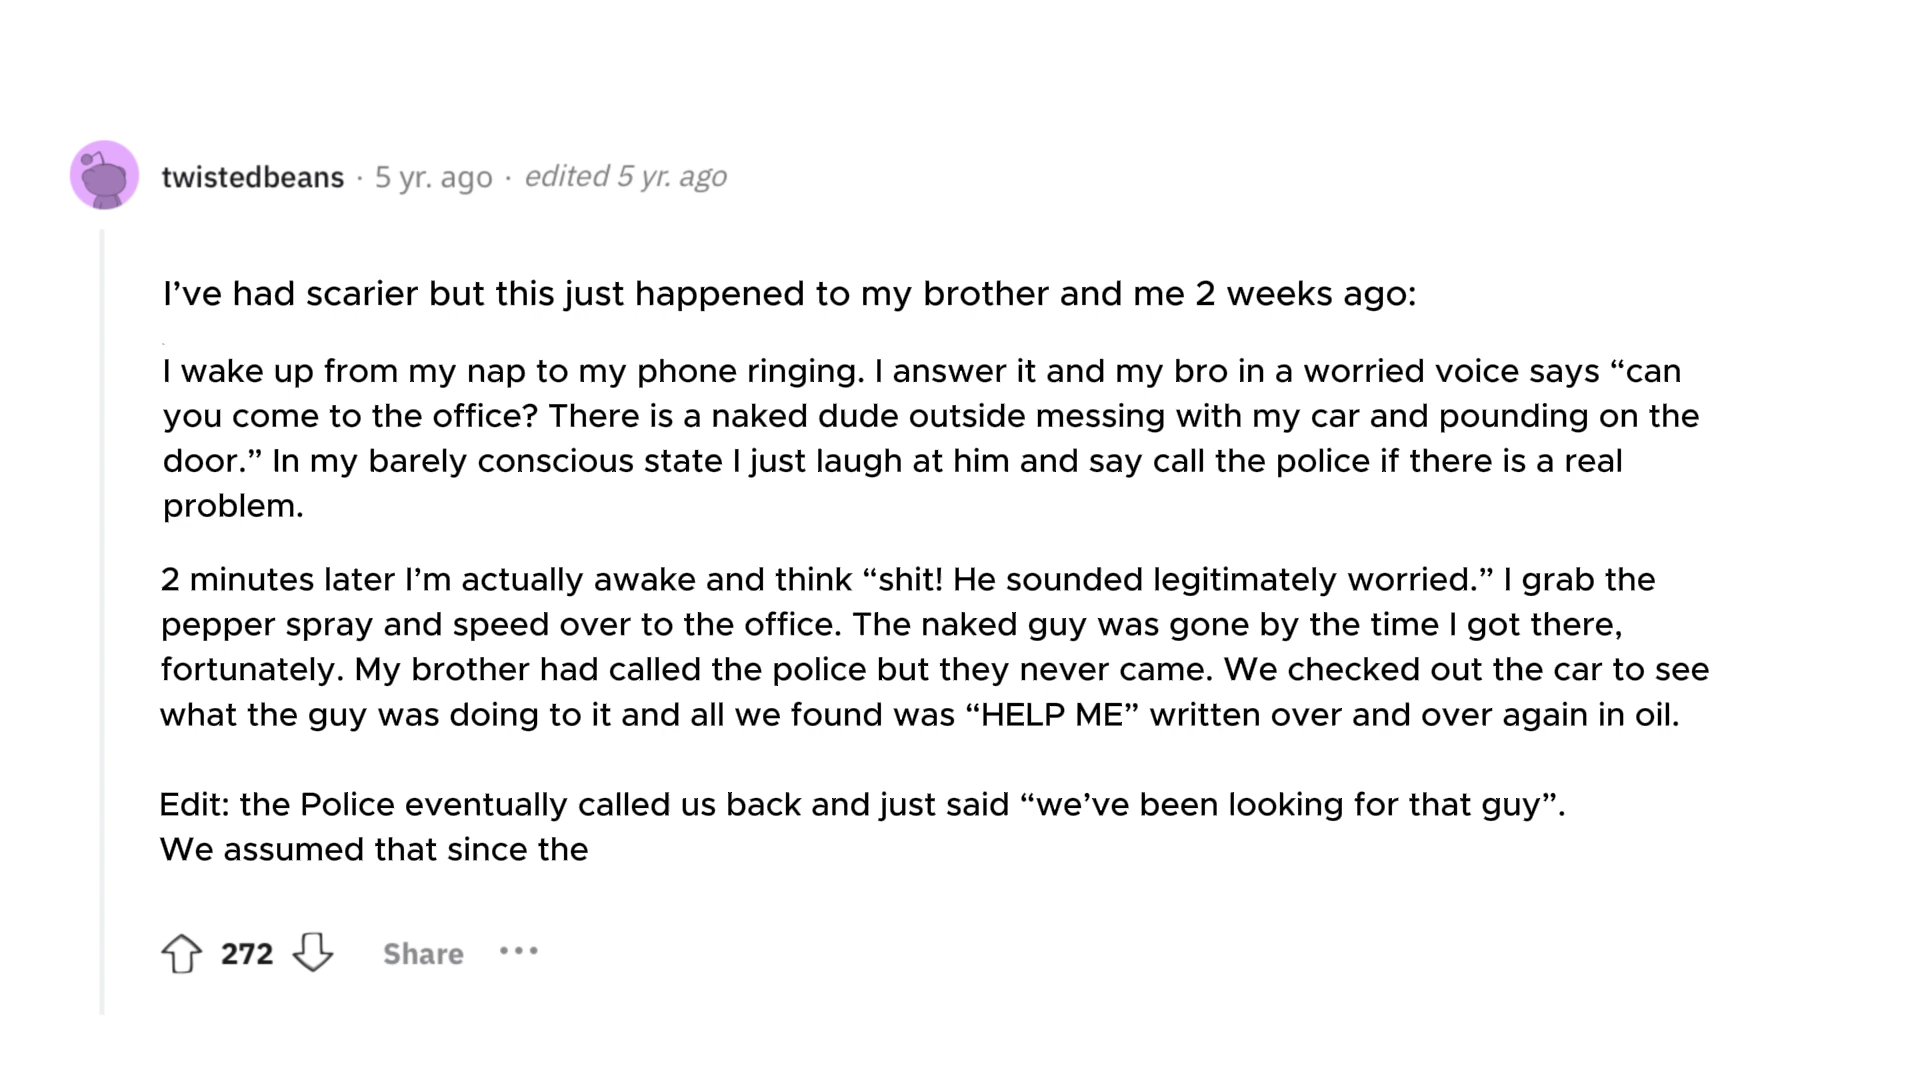 twistedbeans · 5 yr. ago · edited 5 yr. ago
I’ve had scarier but this just happened to my brother and me 2 weeks ago:
I wake up from my nap to my phone ringing. I answer it and my bro in a worried voice says “can
you come to the office? There is a naked dude outside messing with my car and pounding on the
door.” In my barely conscious state I just laugh at him and say call the police if there is a real
problem.
2 minutes later I’m actually awake and think “shit! He sounded legitimately worried.” I grab the
pepper spray and speed over to the office. The naked guy was gone by the time I got there,
fortunately. My brother had called the police but they never came. We checked out the car to see
what the guy was doing to it and all we found was “HELP ME” written over and over again in oil.
Edit: the Police eventually called us back and just said “we’ve been looking for that guy”.
We assumed that since the
272 Share ···